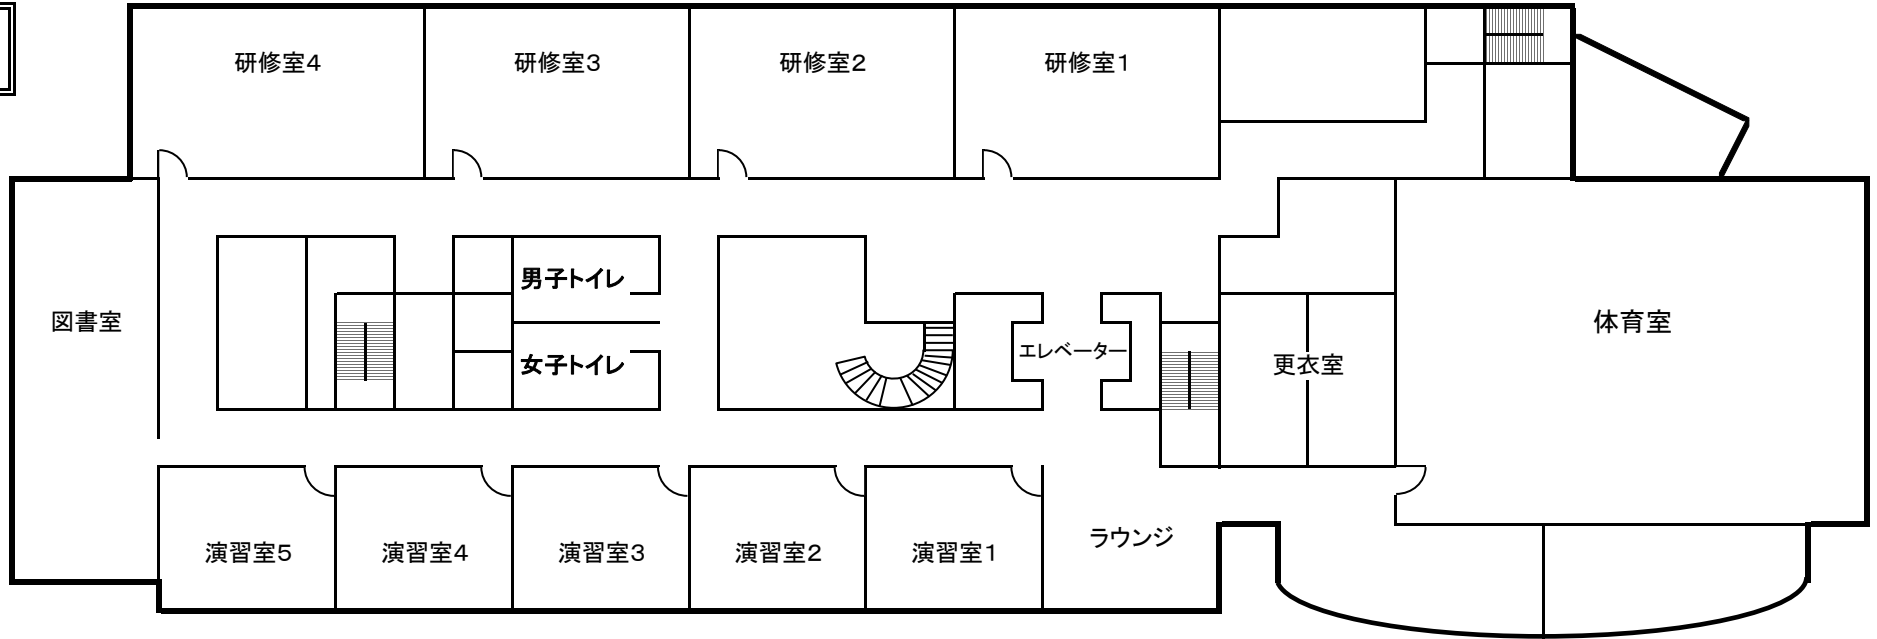 研修室4
研修室3
研修室2
研修室1
男子トイレ
図書室
体育室
エレベーター
女子トイレ
更衣室
ラウンジ
演習室5
演習室4
演習室3
演習室2
演習室1